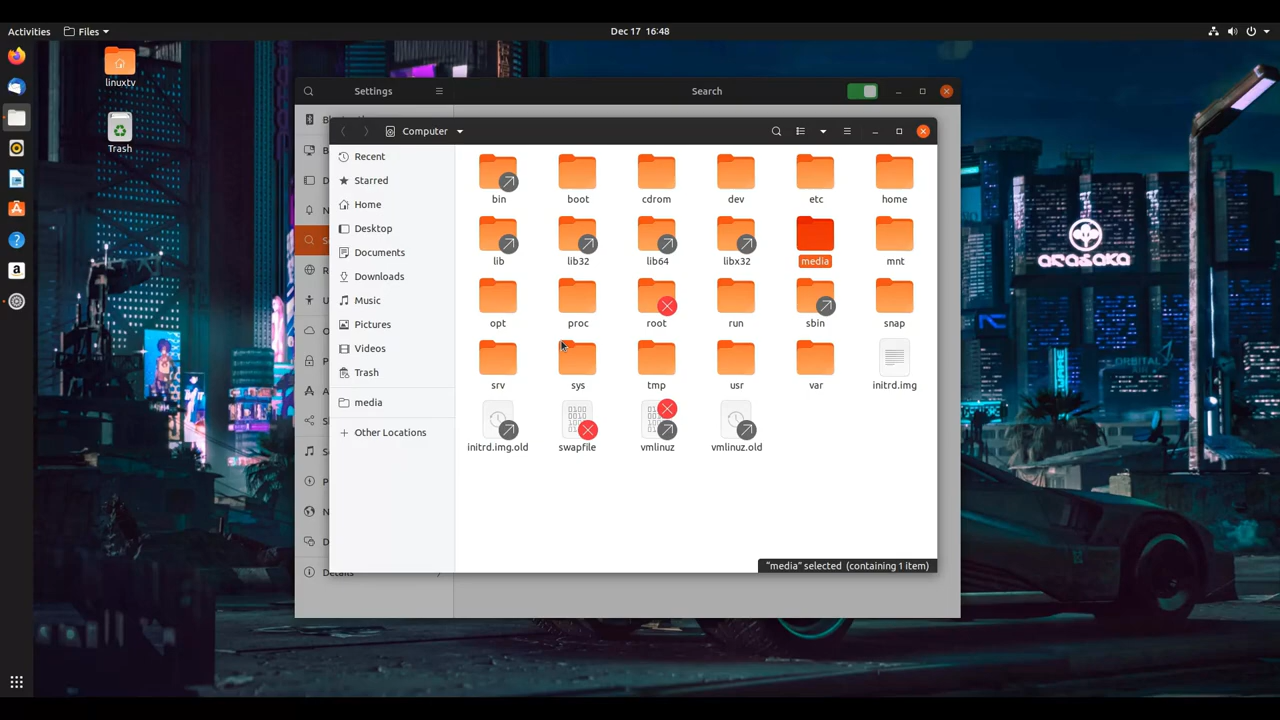 Activities
Files
Dec 17 16:48
linuxtv
Trash
Settings
Search
Computer
Recent
Starred
Home
Desktop
Documents
Downloads
Music
Pictures
Videos
Trash
media
Other Locations
bin
boot
cdrom
dev
etc
home
lib
lib32
lib64
libx32
media
mnt
opt
proc
root
run
sbin
snap
srv
sys
tmp
usr
var
initrd.img
initrd.img.old
swapfile
vmlinuz
vmlinuz.old
"media" selected (containing 1 item)
Details
arasaka